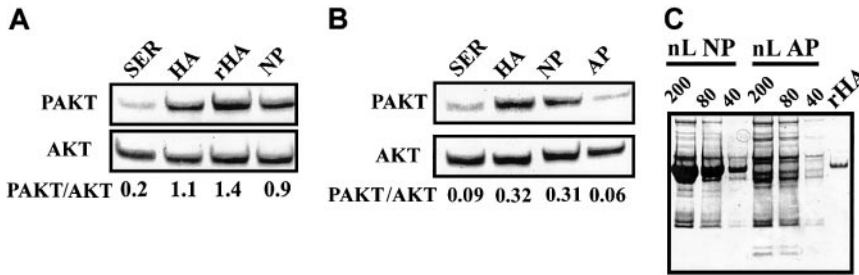 A
SER HA rHA NP
PAKT
AKT
PAKT/AKT 0.2 1.1 1.4 0.9
B
SER HA NP AP
PAKT
AKT
PAKT/AKT 0.09 0.32 0.31 0.06
C
nL NP nL AP
200 80 40 200 80 40 rHA